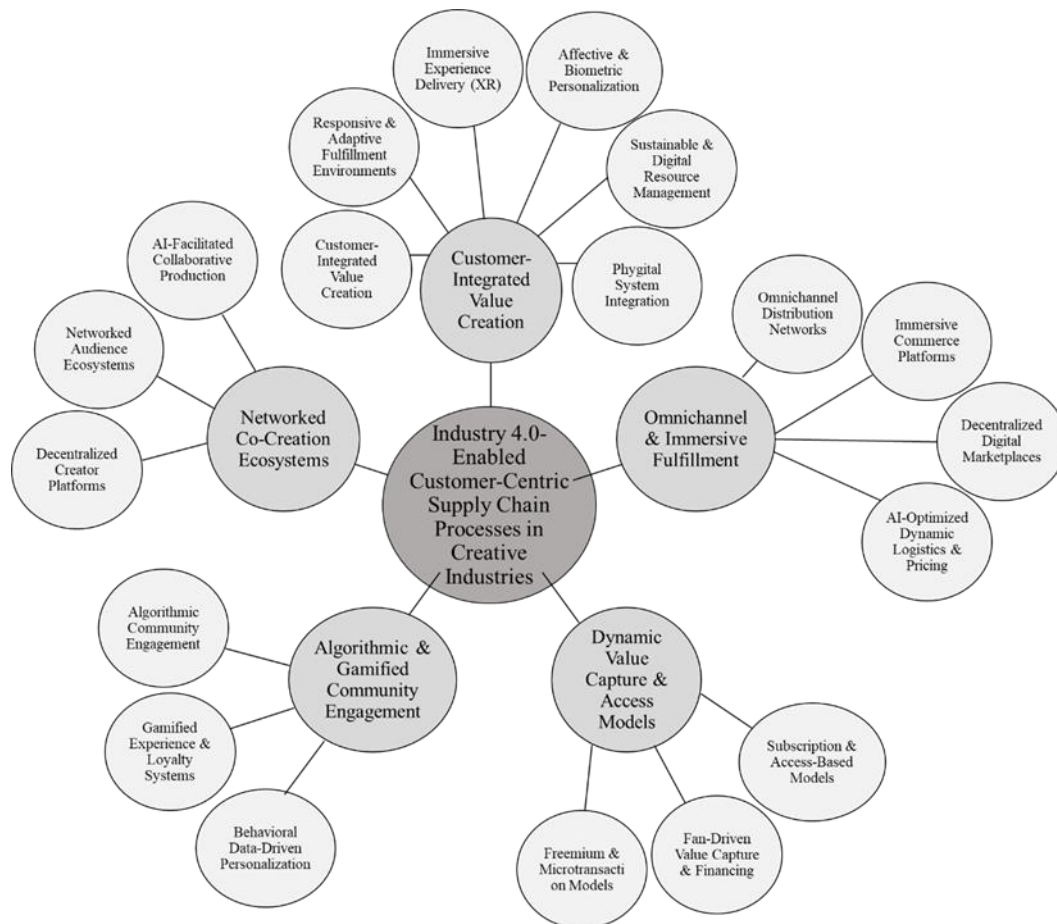 Immersive
Experience
Delivery (XR)
Affective &
Biometric
Personalization
Responsive &
Adaptive
Fulfillment
Environments
Sustainable &
Digital
Resource
Management
Customer-
Integrated
Value
Creation
Customer-
Integrated
Value
Creation
Phygital
System
Integration
AI-Facilitated
Collaborative
Production
Networked
Audience
Ecosystems
Decentralized
Creator
Platforms
Networked
Co-Creation
Ecosystems
Omnichannel
Distribution
Networks
Immersive
Commerce
Platforms
Decentralized
Digital
Marketplaces
AI-Optimized
Dynamic
Logistics &
Pricing
Omnichannel
& Immersive
Fulfillment
Industry 4.0-
Enabled
Customer-Centric
Supply Chain
Processes in
Creative
Industries
Algorithmic
Community
Engagement
Gamified
Experience &
Loyalty
Systems
Behavioral
Data-Driven
Personalization
Algorithmic &
Gamified
Community
Engagement
Dynamic
Value
Capture &
Access
Models
Subscription &
Access-Based
Models
Fan-Driven
Value Capture
& Financing
Freemium &
Microtransacti
on Models